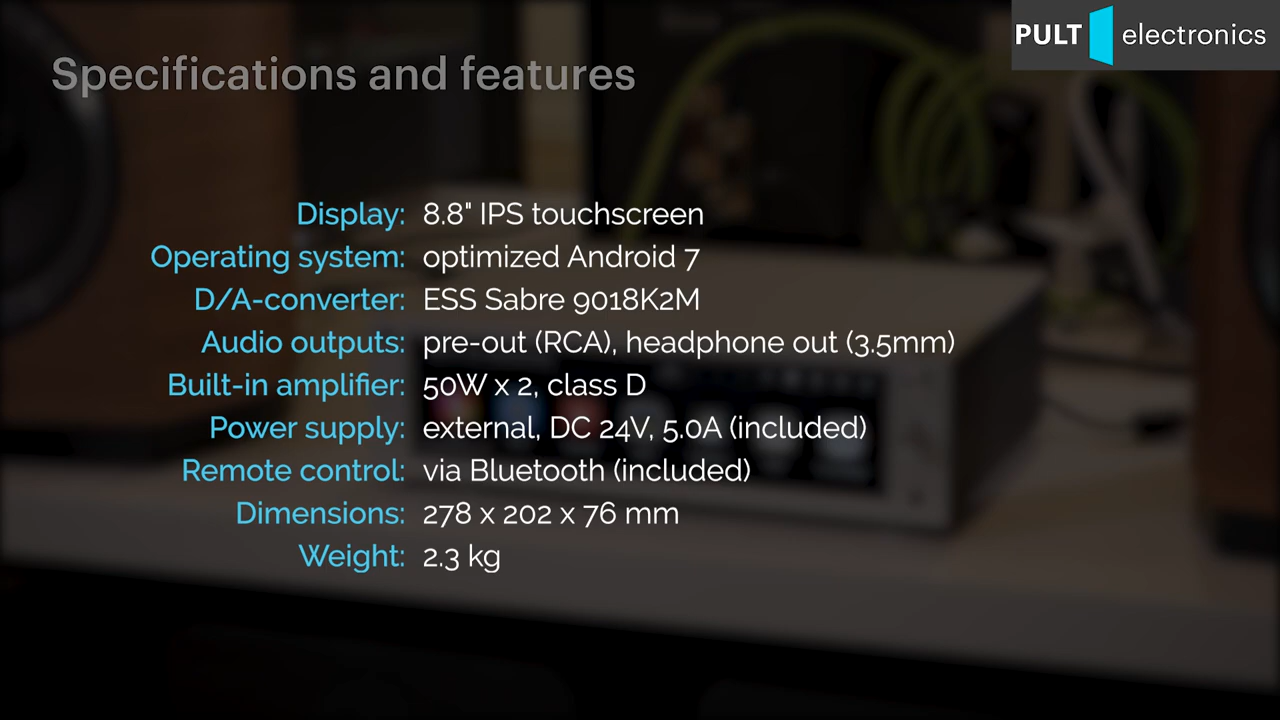 PULT electronics
Specifications and features
Display: 8.8" IPS touchscreen
Operating system: optimized Android 7
D/A-converter: ESS Sabre 9018K2M
Audio outputs: pre-out (RCA), headphone out (3.5mm)
Built-in amplifier: 50W x 2, class D
Power supply: external, DC 24V, 5.0A (included)
Remote control: via Bluetooth (included)
Dimensions: 278 x 202 x 76 mm
Weight: 2.3 kg